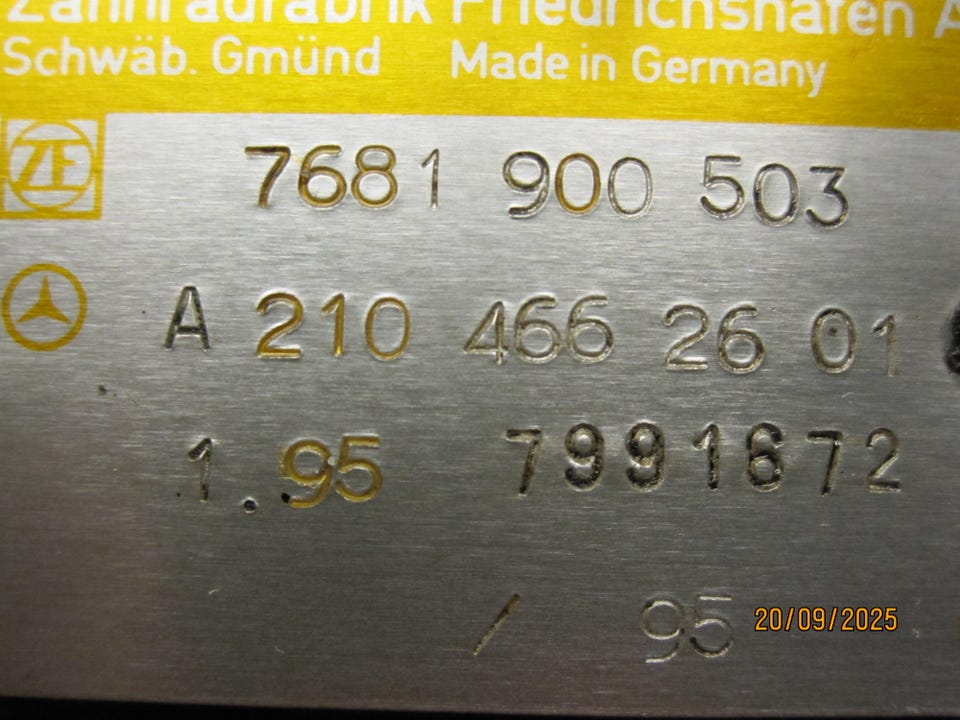 Zahnradfabrik Friedrichshafen A
Schwäb. Gmünd Made in Germany
ZF 7681 900 503
A 210 466 26 01
1.95 7991672
/ 95
20/09/2025